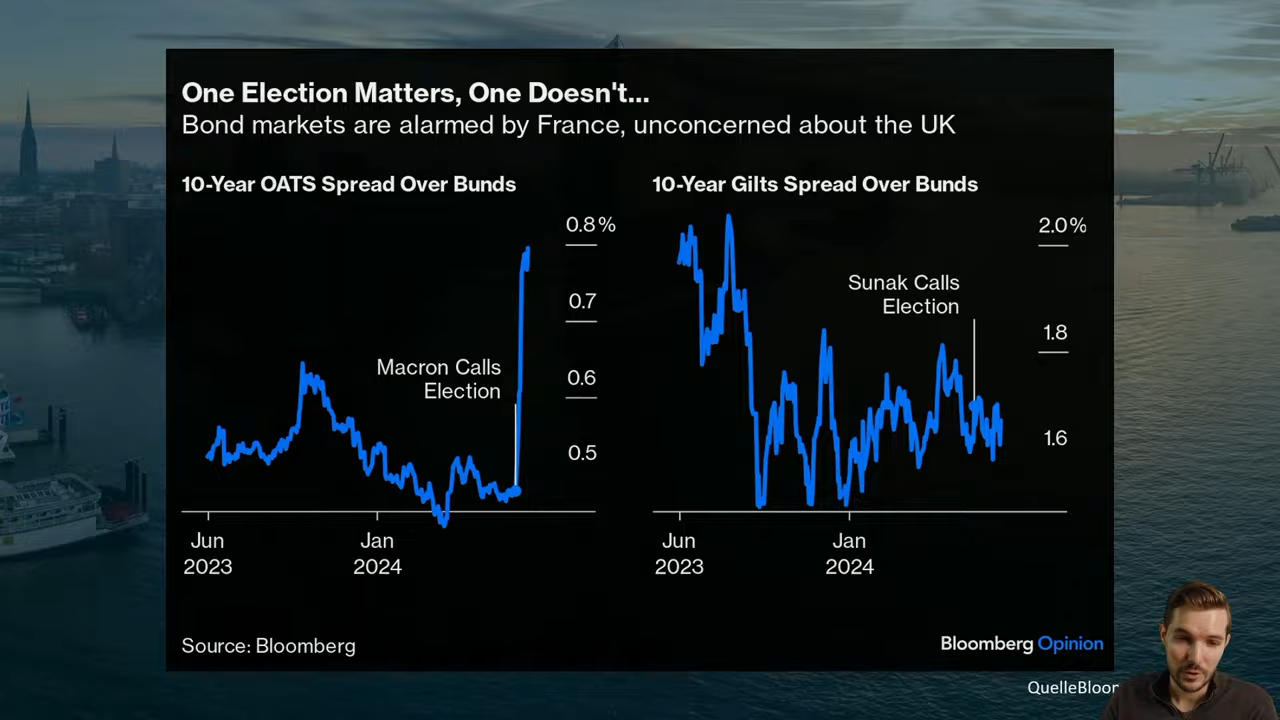 One Election Matters, One Doesn't...
Bond markets are alarmed by France, unconcerned about the UK
10-Year OATS Spread Over Bunds
0.8%
0.7
0.6
0.5
Macron Calls
Election
Jun
2023
Jan
2024
10-Year Gilts Spread Over Bunds
2.0%
1.8
1.6
Sunak Calls
Election
Jun
2023
Jan
2024
Source: Bloomberg
Bloomberg Opinion
QuelleBloor